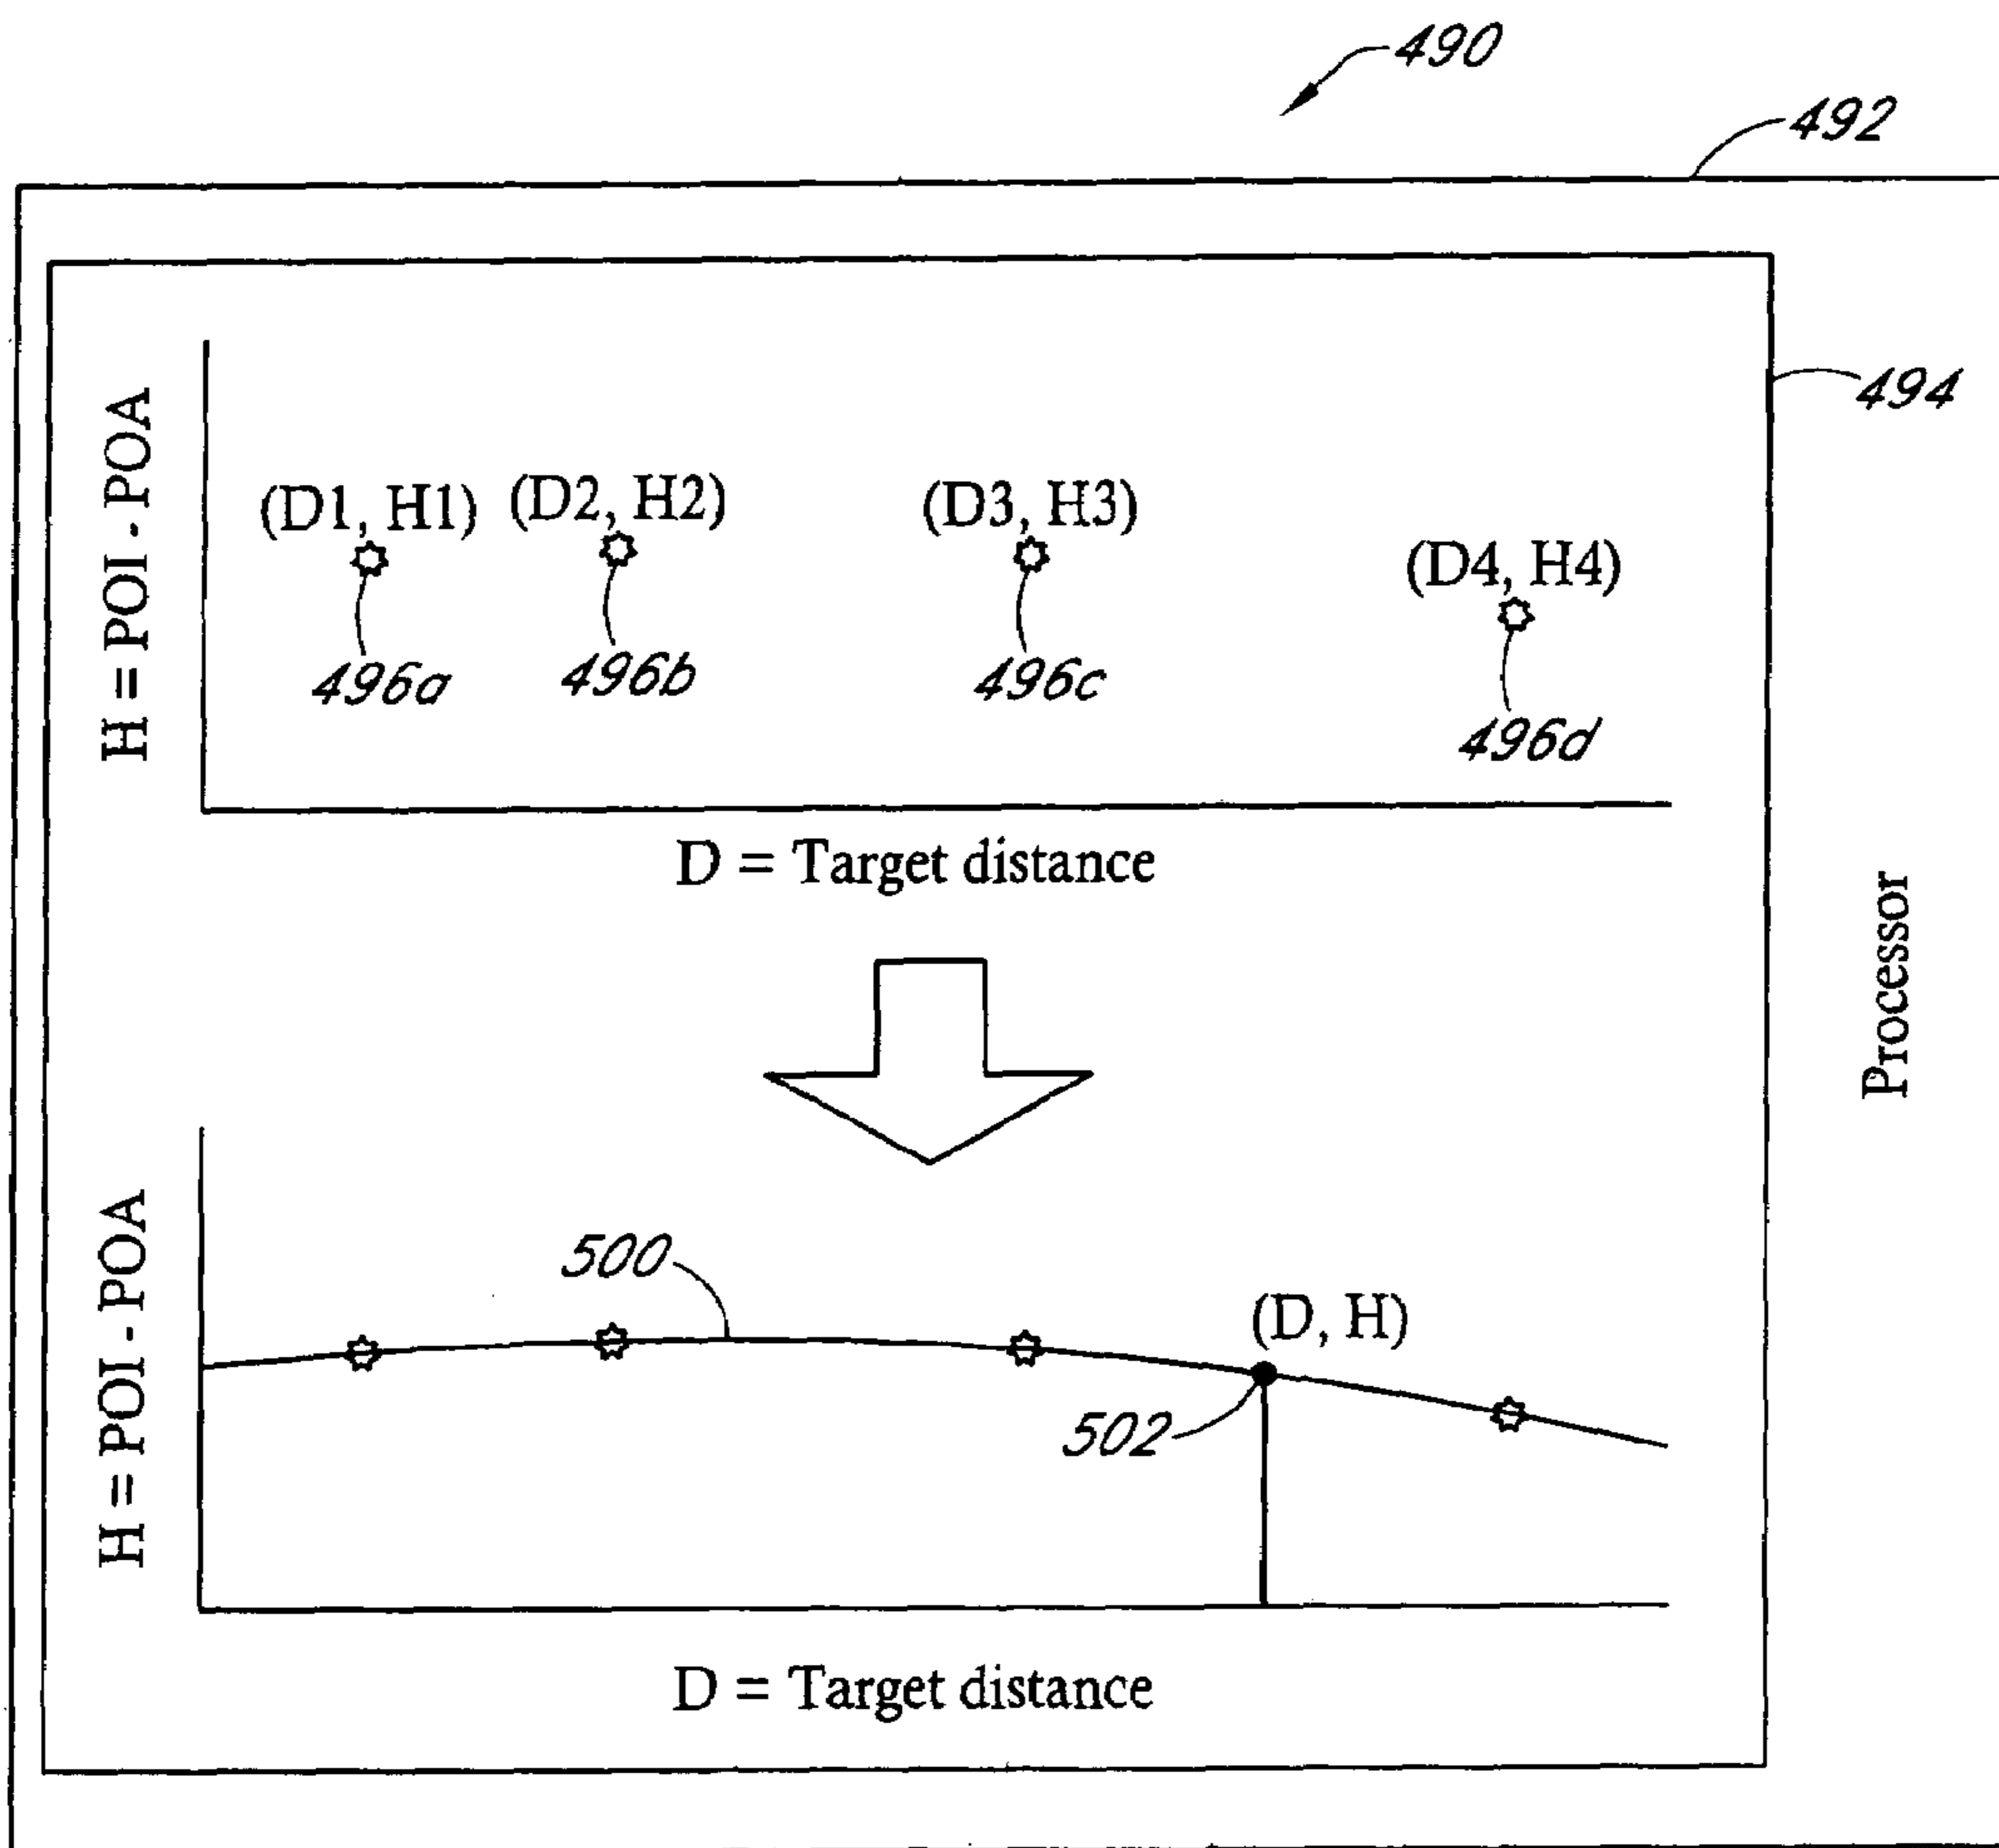 490
492
494
H = POI - POA
(D1, H1)
(D2, H2)
(D3, H3)
(D4, H4)
496a
496b
496c
496d
D = Target distance
Processor
H = POI - POA
500
(D, H)
502
D = Target distance